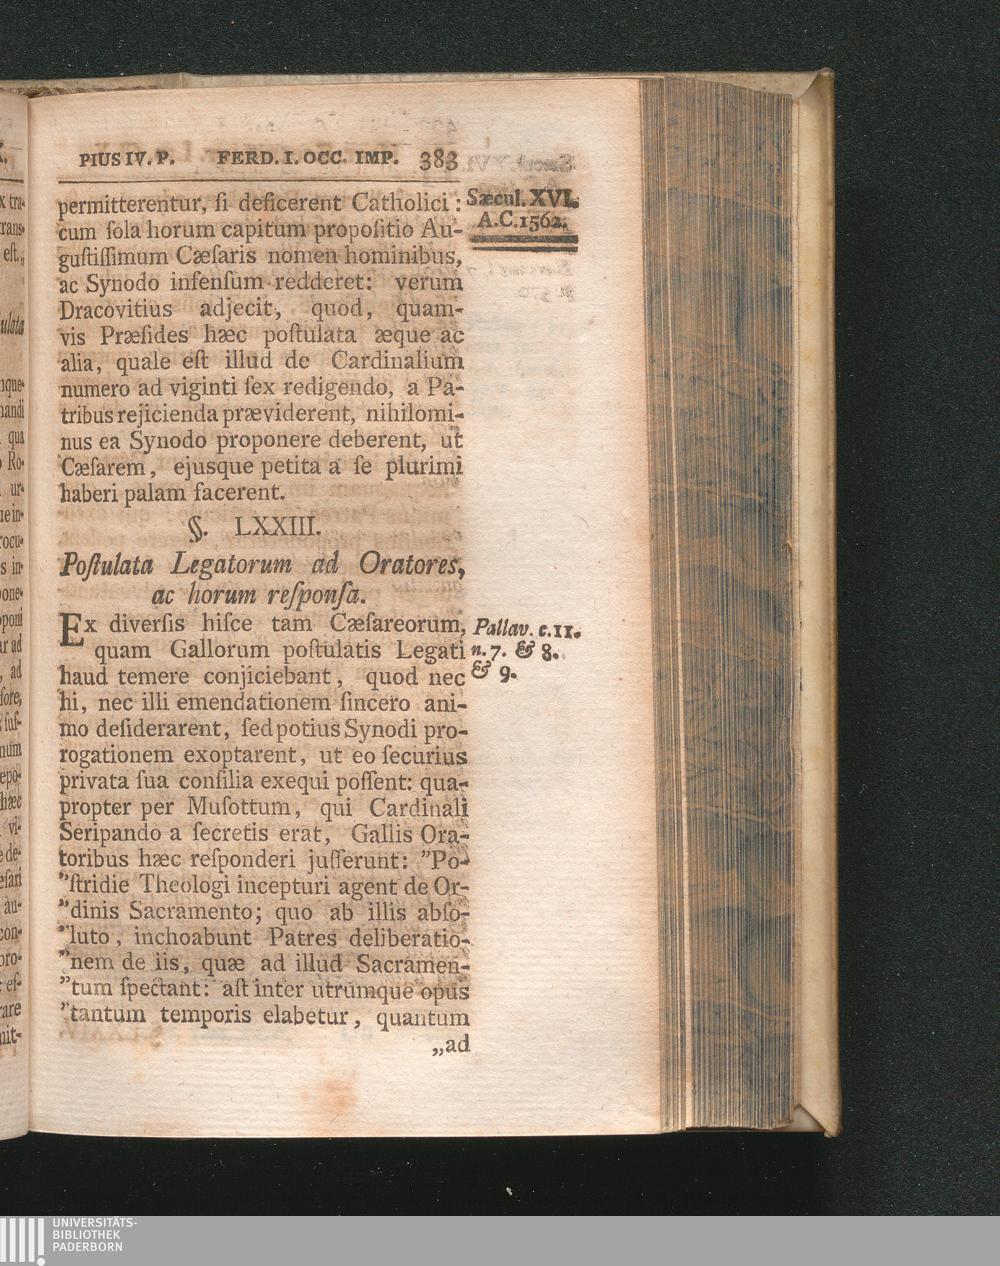 PIUS IV. P. FERD. I. OCC. IMP. 383
Sæcul. XVI.
A.C. 1562.
permitterentur, ſi deficerent Catholici :
cum ſola horum capitum propoſitio Au-
guſtiſſimum Cæſaris nomen hominibus,
ac Synodo infenſum redderet: verum
Dracovitius adjecit, quod, quam-
vis Præſides hæc poſtulata æque ac
alia, quale eſt illud de Cardinalium
numero ad viginti ſex redigendo, a Pa-
tribus rejicienda præviderent, nihilomi-
nus ea Synodo proponere deberent, ut
Cæſarem, ejusque petita a ſe plurimi
haberi palam facerent.
§. LXXIII.
Poſtulata Legatorum ad Oratores,
ac horum reſponſa.
Ex diverſis hiſce tam Cæſareorum,
quam Gallorum poſtulatis Legati
haud temere conjiciebant, quod nec
hi, nec illi emendationem ſincero ani-
mo deſiderarent, ſed potius Synodi pro-
rogationem exoptarent, ut eo ſecurius
privata ſua conſilia exequi poſſent: qua-
propter per Muſottum, qui Cardinali
Seripando a ſecretis erat, Gallis Ora-
toribus hæc reſponderi juſſerunt: ”Po-
”ſtridie Theologi incepturi agent de Or-
”dinis Sacramento; quo ab illis abſo-
”luto, inchoabunt Patres deliberatio-
”nem de iis, quæ ad illud Sacramen-
”tum ſpectant: aſt inter utrumque opus
”tantum temporis elabetur, quantum
„ad
Pallav. c. 11.
n. 7. & 8.
& 9.
UNIVERSITÄTS-
BIBLIOTHEK
PADERBORN